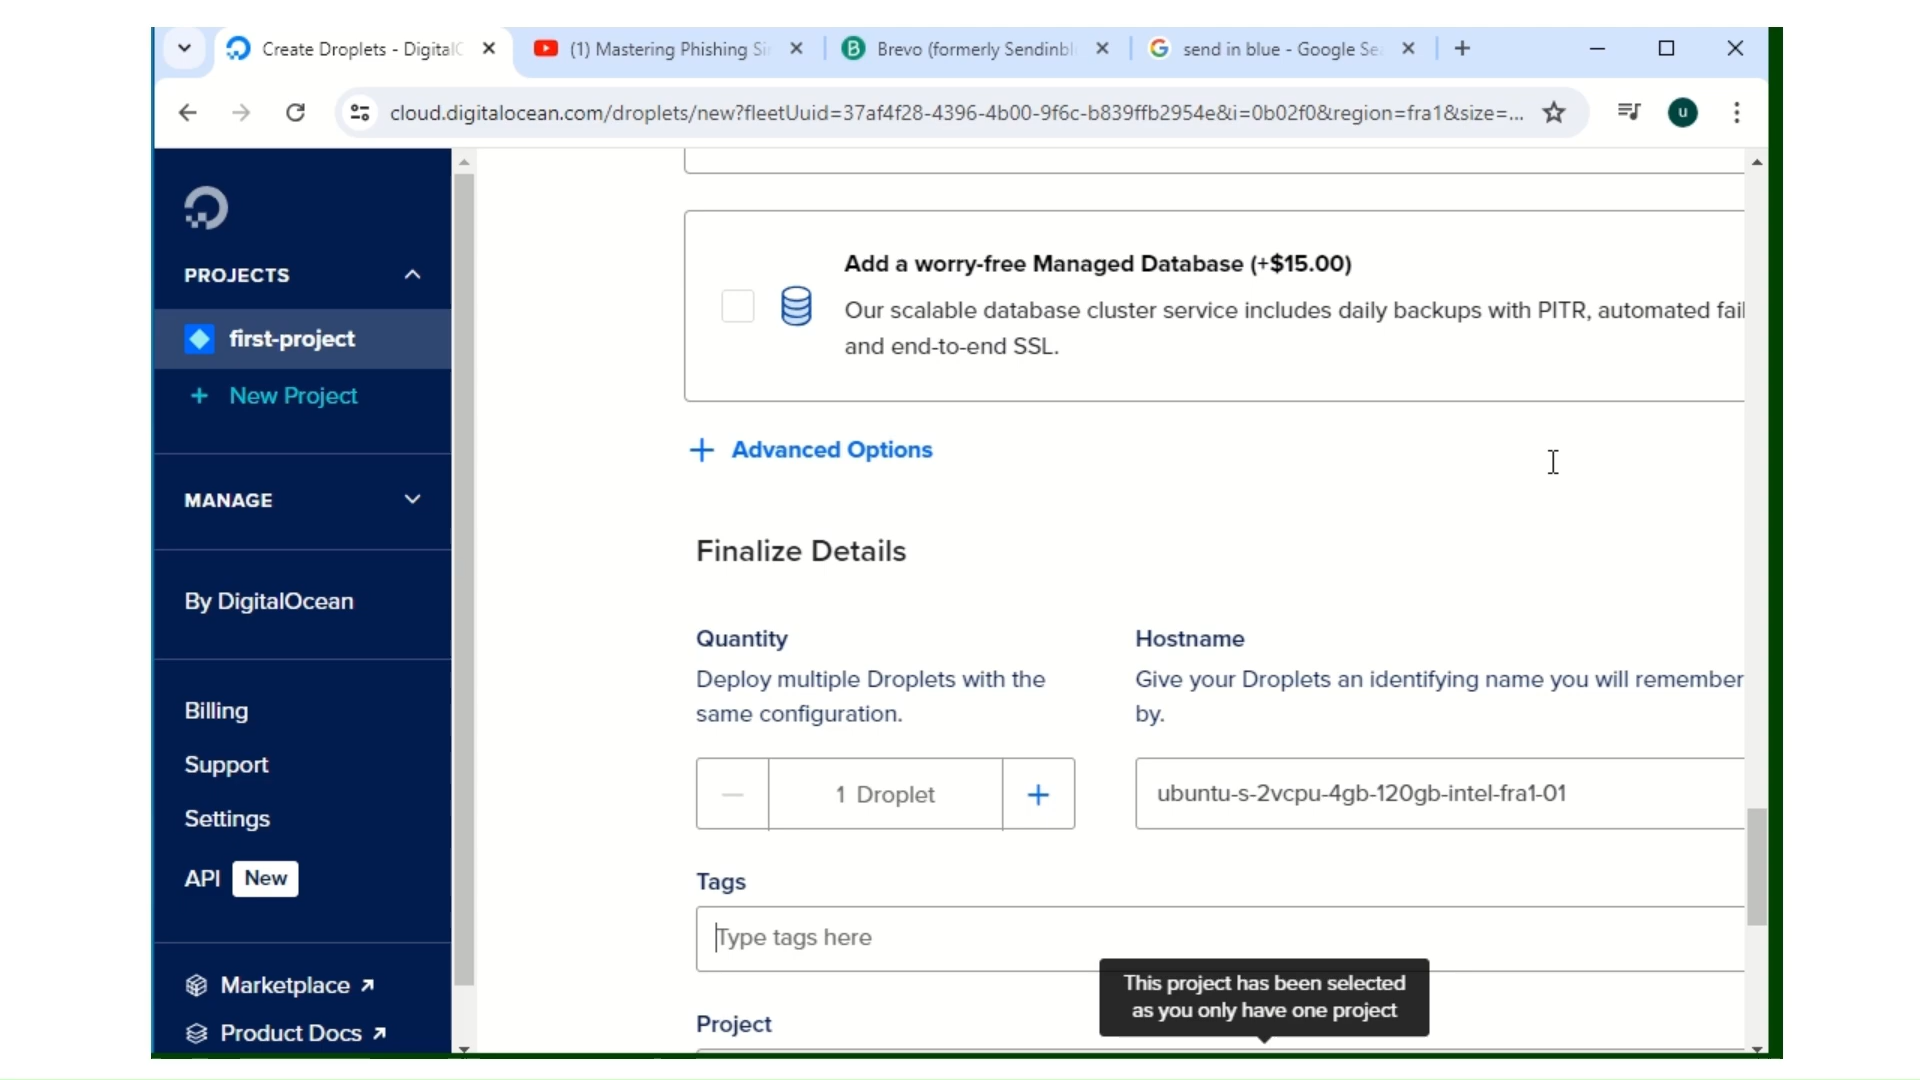 Create Droplets - DigitalC
(1) Mastering Phishing Si
Brevo (formerly Sendinbl
send in blue - Google Se
cloud.digitalocean.com/droplets/new?fleetUuid=37af4f28-4396-4b00-9f6c-b839ffb2954e&i=0b02f0&region=fra1&size=...
u
PROJECTS
first-project
+ New Project
MANAGE
By DigitalOcean
Billing
Support
Settings
API New
Marketplace
Product Docs
Add a worry-free Managed Database (+$15.00)
Our scalable database cluster service includes daily backups with PITR, automated fail
and end-to-end SSL.
+ Advanced Options
Finalize Details
Quantity
Deploy multiple Droplets with the
same configuration.
1 Droplet
Hostname
Give your Droplets an identifying name you will remember
by.
ubuntu-s-2vcpu-4gb-120gb-intel-fra1-01
Tags
Type tags here
This project has been selected
as you only have one project
Project